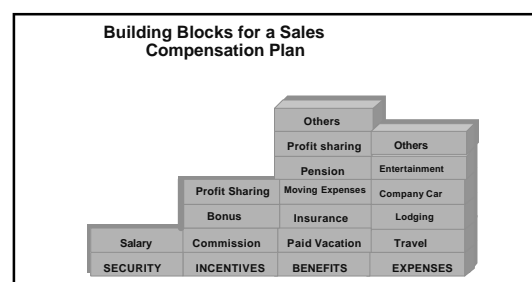 Building Blocks for a Sales
Compensation Plan
Others
Profit sharing Others
Pension Entertainment
Profit Sharing Moving Expenses Company Car
Bonus Insurance Lodging
Salary Commission Paid Vacation Travel
SECURITY INCENTIVES BENEFITS EXPENSES